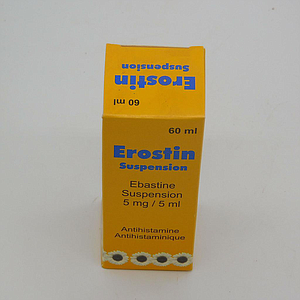 Erostin
Suspension
60 ml
60 ml
Erostin
Suspension
Ebastine
Suspension
5 mg / 5 ml
Antihistamine
Antihistaminique